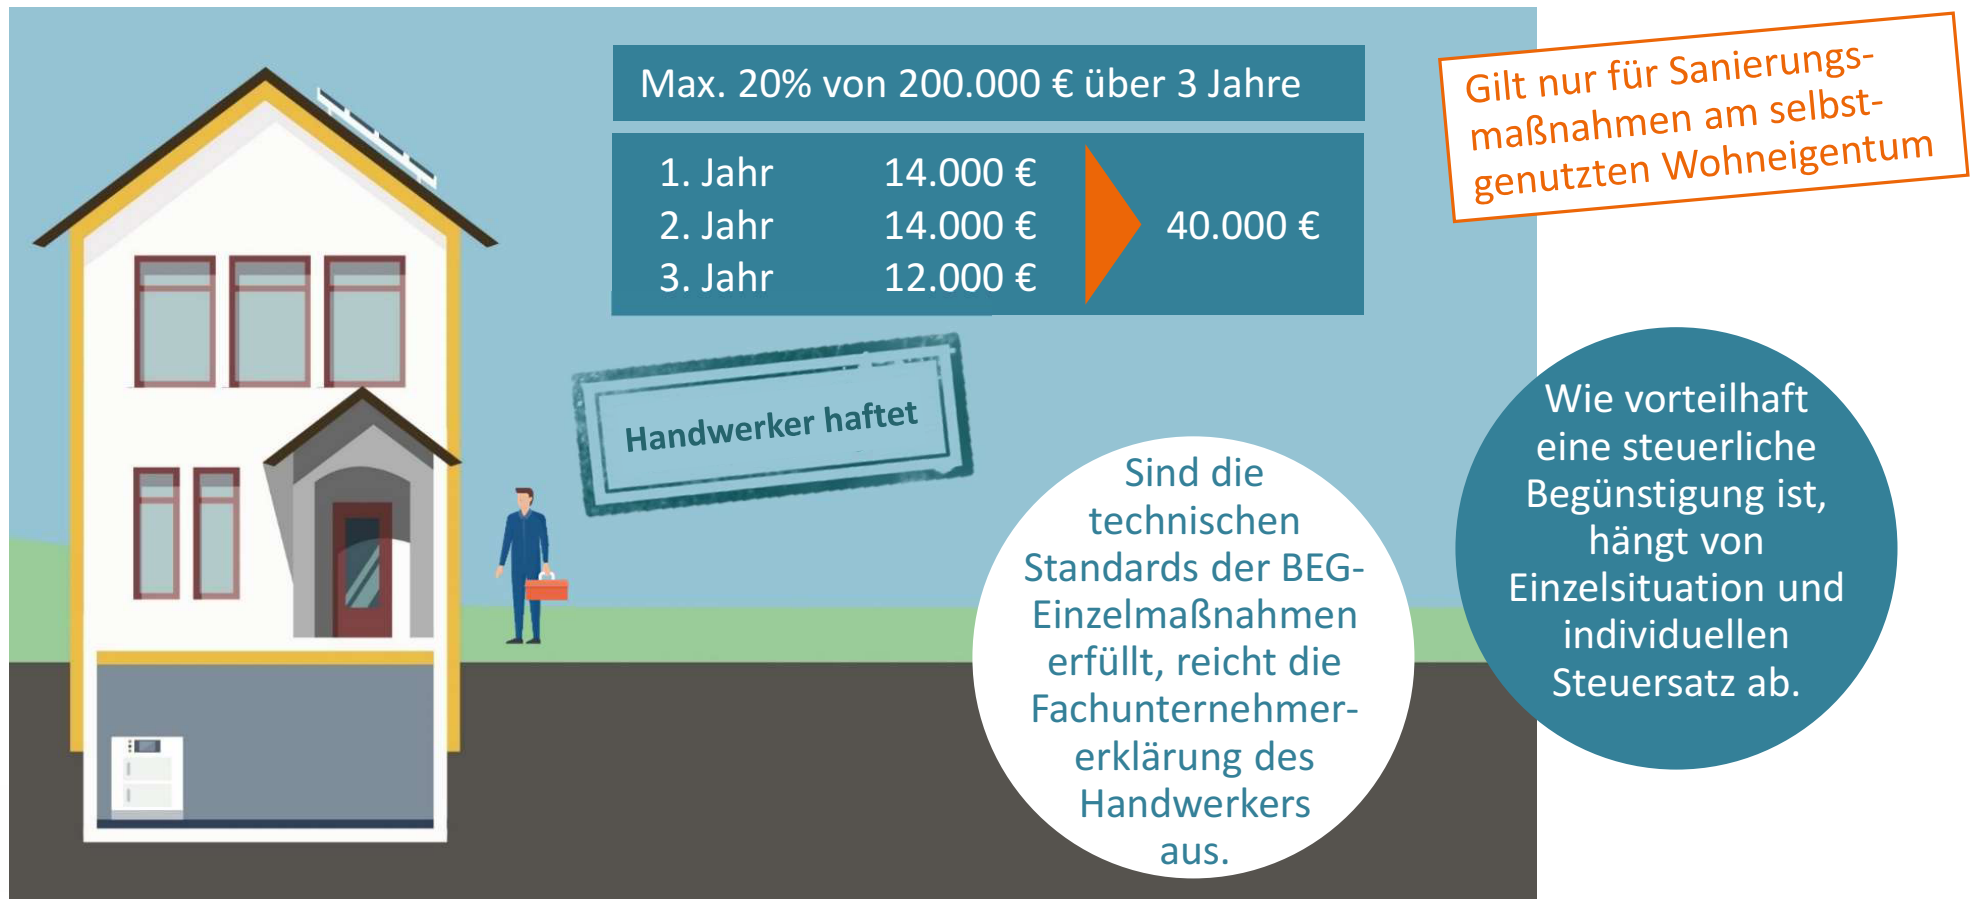 Max. 20% von 200.000 € über 3 Jahre
1. Jahr 14.000 €
2. Jahr 14.000 € 40.000 €
3. Jahr 12.000 €
Gilt nur für Sanierungs-
maßnahmen am selbst-
genutzten Wohneigentum
Handwerker haftet
Sind die
technischen
Standards der BEG-
Einzelmaßnahmen
erfüllt, reicht die
Fachunternehmer-
erklärung des
Handwerkers
aus.
Wie vorteilhaft
eine steuerliche
Begünstigung ist,
hängt von
Einzelsituation und
individuellen
Steuersatz ab.